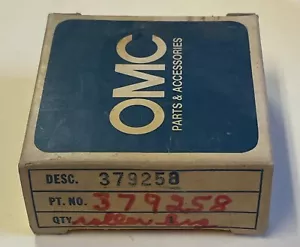 OMC
PARTS & ACCESSORIES
DESC. 379258
PT. NO. 379258
QTY.